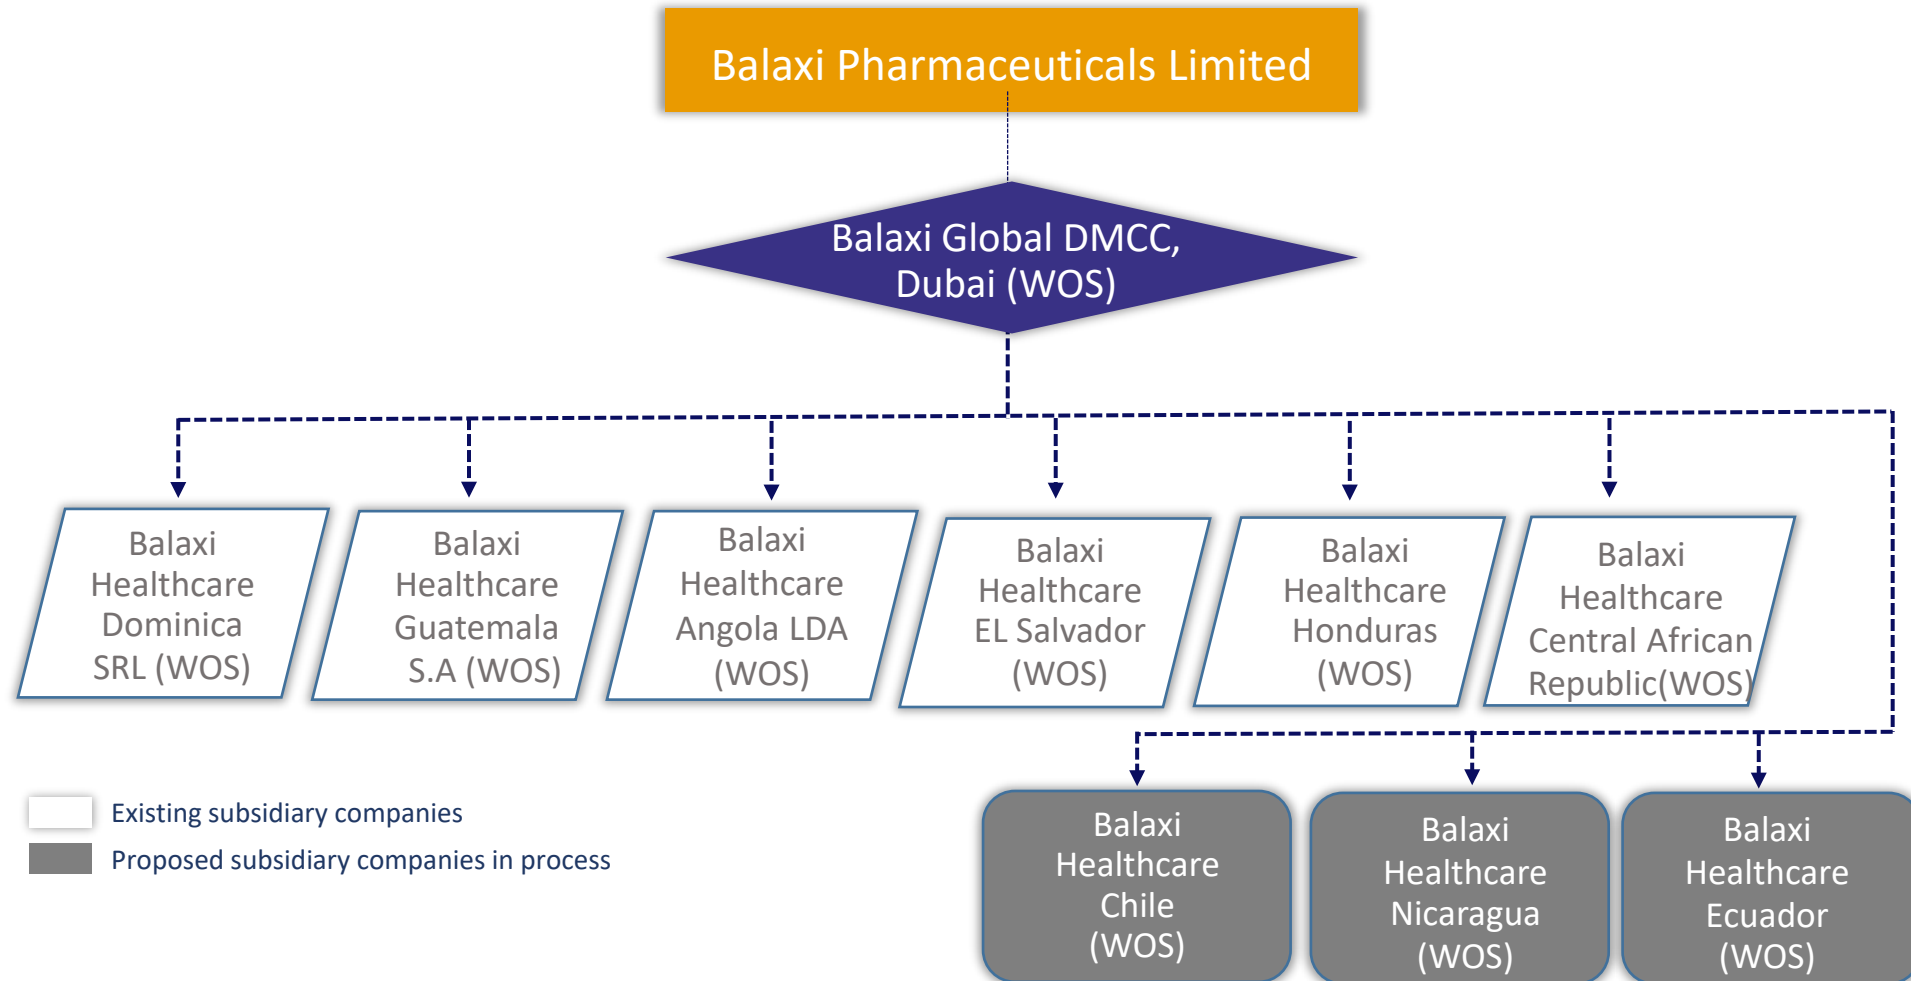 Balaxi Pharmaceuticals Limited
Balaxi Global DMCC,
Dubai (WOS)
Balaxi
Healthcare
Dominica
SRL (WOS)
Balaxi
Healthcare
Guatemala
S.A (WOS)
Balaxi
Healthcare
Angola LDA
(WOS)
Balaxi
Healthcare
EL Salvador
(WOS)
Balaxi
Healthcare
Honduras
(WOS)
Balaxi
Healthcare
Central African
Republic(WOS)
Existing subsidiary companies
Proposed subsidiary companies in process
Balaxi
Healthcare
Chile
(WOS)
Balaxi
Healthcare
Nicaragua
(WOS)
Balaxi
Healthcare
Ecuador
(WOS)